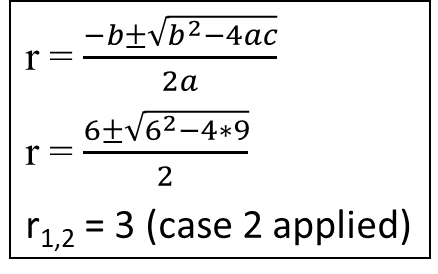 r = −b±√b²−4ac / 2a
r = 6±√6²−4*9 / 2
r₁,₂ = 3 (case 2 applied)